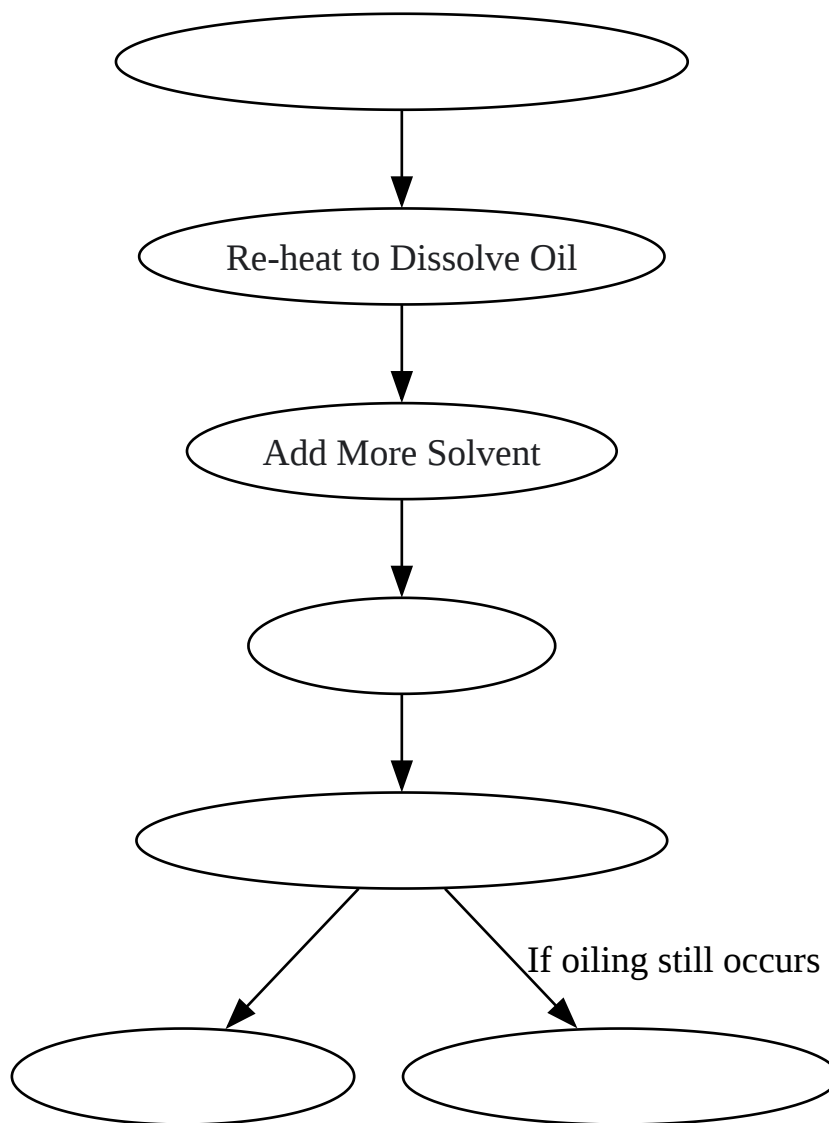 Re-heat to Dissolve Oil
Add More Solvent
If oiling still occurs